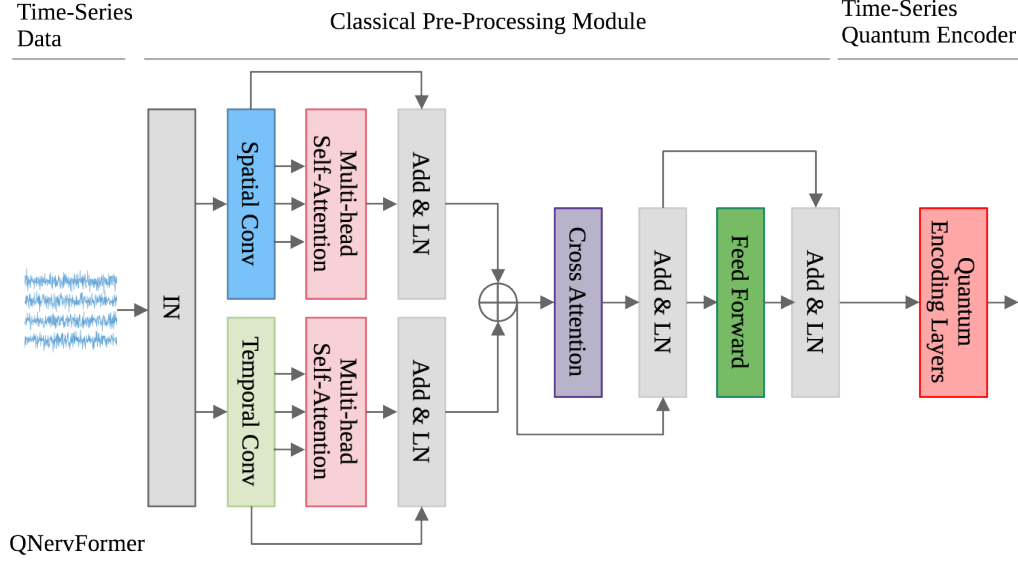 Time-Series
Data
Classical Pre-Processing Module
Time-Series
Quantum Encoder
IN
Spatial Conv
Multi-head
Self-Attention
Add & LN
Temporal Conv
Multi-head
Self-Attention
Add & LN
Cross Attention
Add & LN
Feed Forward
Add & LN
Quantum
Encoding Layers
QNervFormer